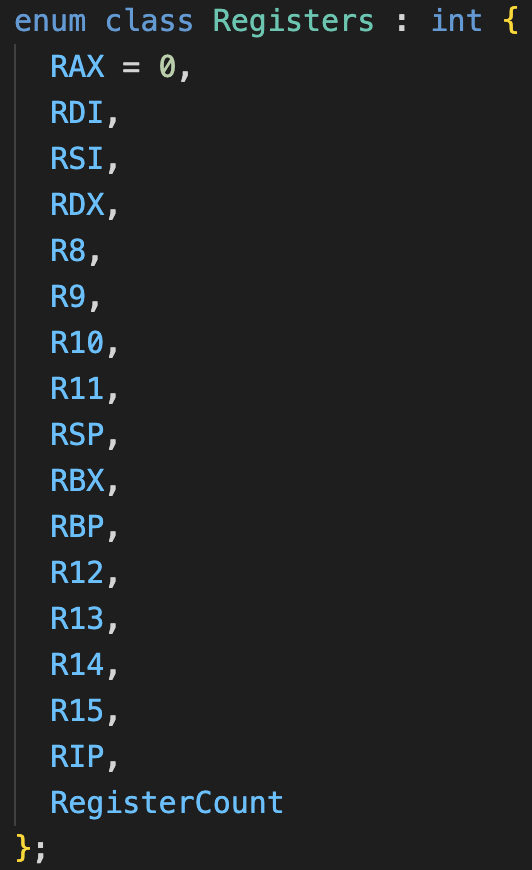 enum class Registers : int {
  RAX = 0,
  RDI,
  RSI,
  RDX,
  R8,
  R9,
  R10,
  R11,
  RSP,
  RBX,
  RBP,
  R12,
  R13,
  R14,
  R15,
  RIP,
  RegisterCount
};